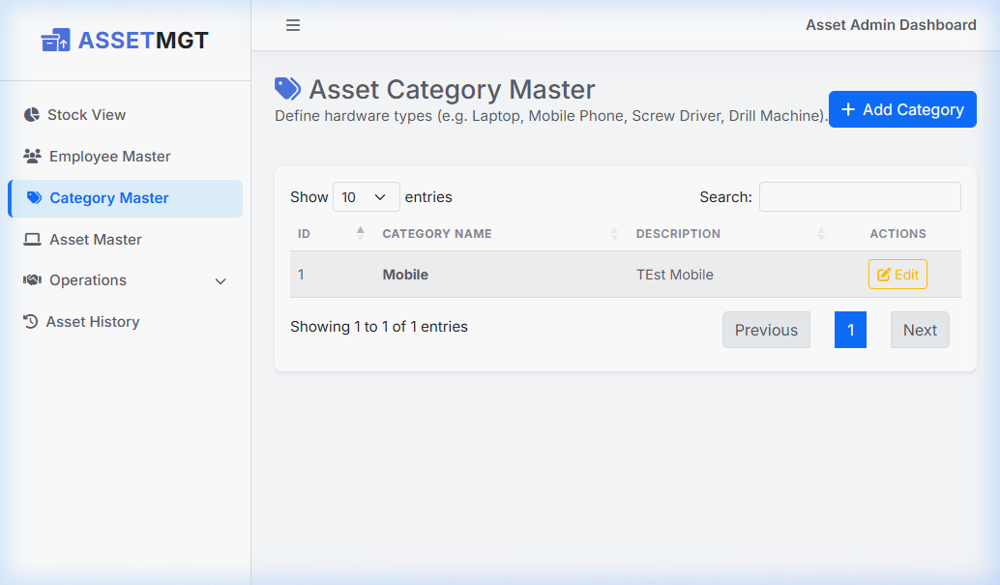 ASSETMGT
Asset Admin Dashboard
Stock View
Employee Master
Category Master
Asset Master
Operations
Asset History
Asset Category Master
Define hardware types (e.g. Laptop, Mobile Phone, Screw Driver, Drill Machine).
+ Add Category
Show 10 entries
Search:
ID CATEGORY NAME DESCRIPTION ACTIONS
1 Mobile TEst Mobile Edit
Showing 1 to 1 of 1 entries
Previous 1 Next